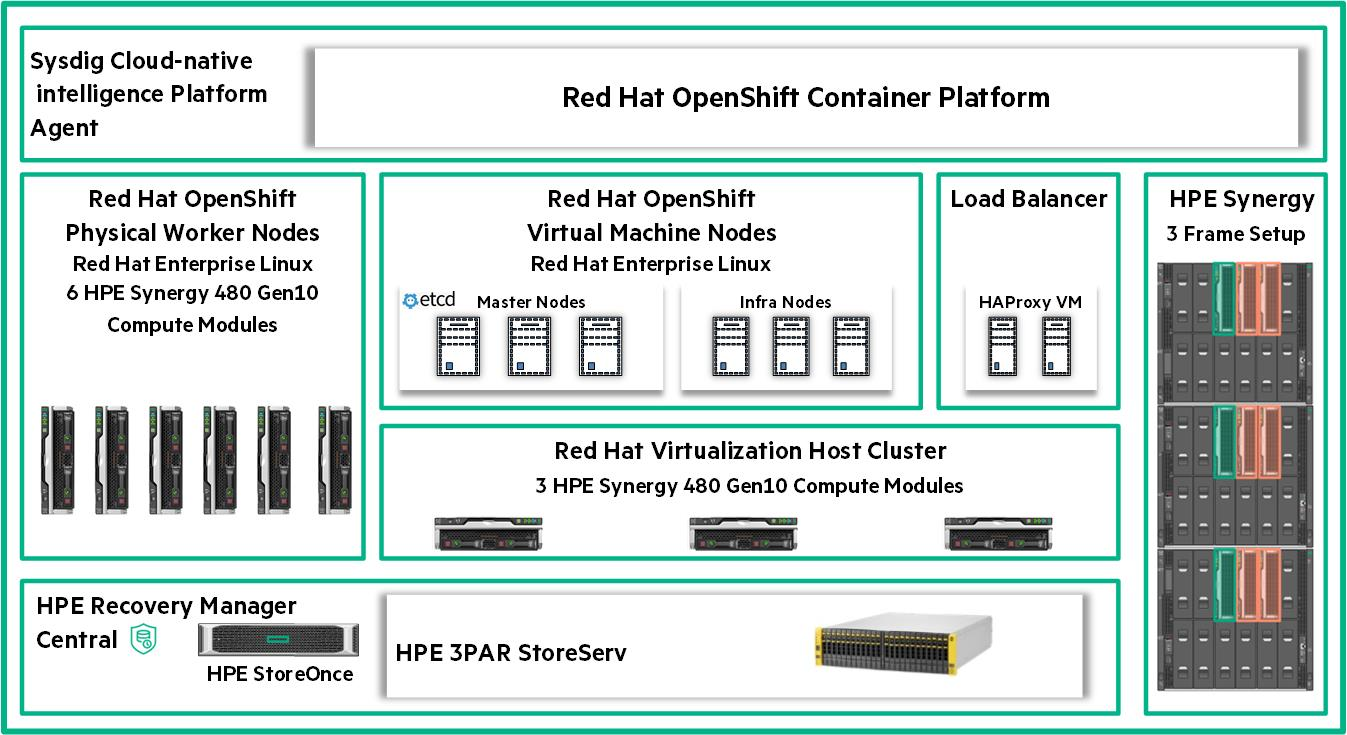 Sysdig Cloud-native
intelligence Platform
Agent
Red Hat OpenShift Container Platform
Red Hat OpenShift
Physical Worker Nodes
Red Hat Enterprise Linux
6 HPE Synergy 480 Gen10
Compute Modules
Red Hat OpenShift
Virtual Machine Nodes
Red Hat Enterprise Linux
etcd
Master Nodes
Infra Nodes
Load Balancer
HAProxy VM
HPE Synergy
3 Frame Setup
Red Hat Virtualization Host Cluster
3 HPE Synergy 480 Gen10 Compute Modules
HPE Recovery Manager
Central
HPE StoreOnce
HPE 3PAR StoreServ